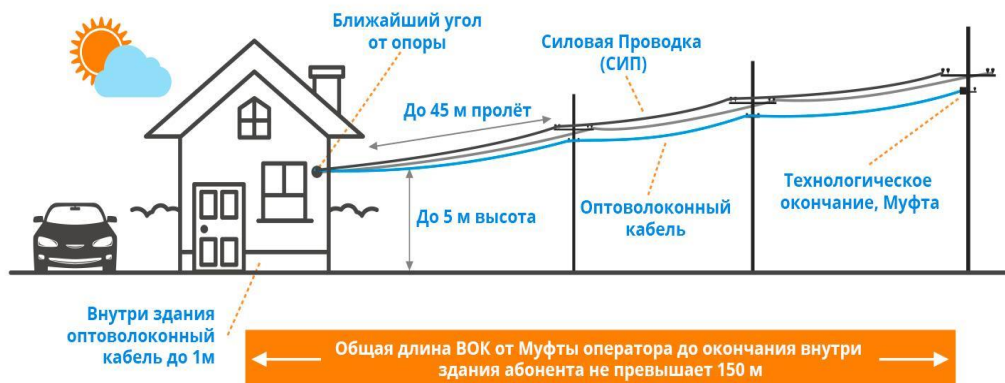 Ближайший угол
от опоры
Силовая Проводка
(СИП)
До 45 м пролёт
До 5 м высота
Оптоволоконный
кабель
Технологическое
окончание, Муфта
Внутри здания
оптоволоконный
кабель до 1м
Общая длина ВОК от Муфты оператора до окончания внутри
здания абонента не превышает 150 м